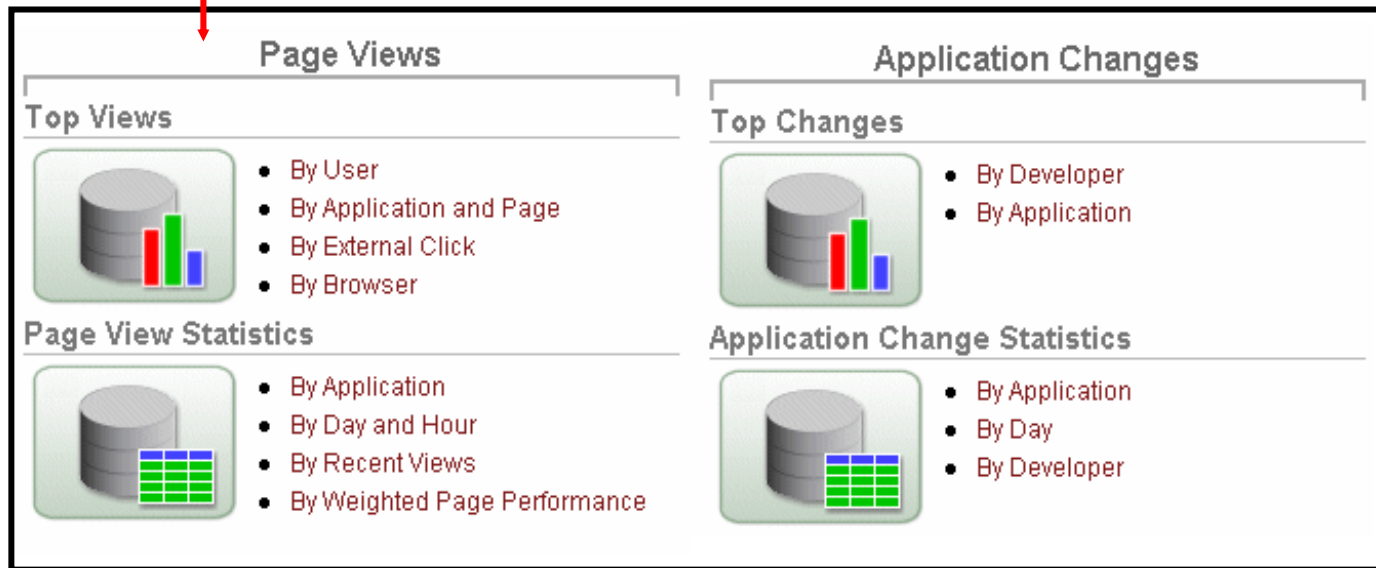 Page Views
Top Views
By User
By Application and Page
By External Click
By Browser
Page View Statistics
By Application
By Day and Hour
By Recent Views
By Weighted Page Performance
Application Changes
Top Changes
By Developer
By Application
Application Change Statistics
By Application
By Day
By Developer